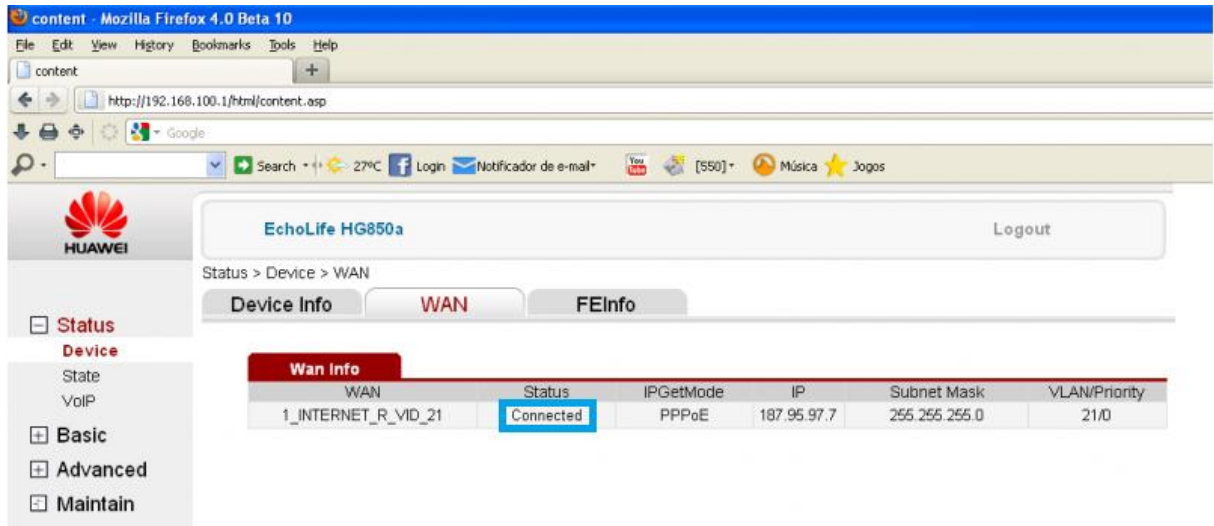 content - Mozilla Firefox 4.0 Beta 10
File Edit View History Bookmarks Tools Help
content +
http://192.168.100.1/html/content.asp
Google
Search 27ºC Login Notificador de e-mail You Tube [550] Música Jogos
HUAWEI
EchoLife HG850a Logout
Status > Device > WAN
Device Info WAN FEInfo
Status
Device
State
VoIP
Basic
Advanced
Maintain
Wan Info
WAN Status IPGetMode IP Subnet Mask VLAN/Priority
1_INTERNET_R_VID_21 Connected PPPoE 187.95.97.7 255.255.255.0 21/0